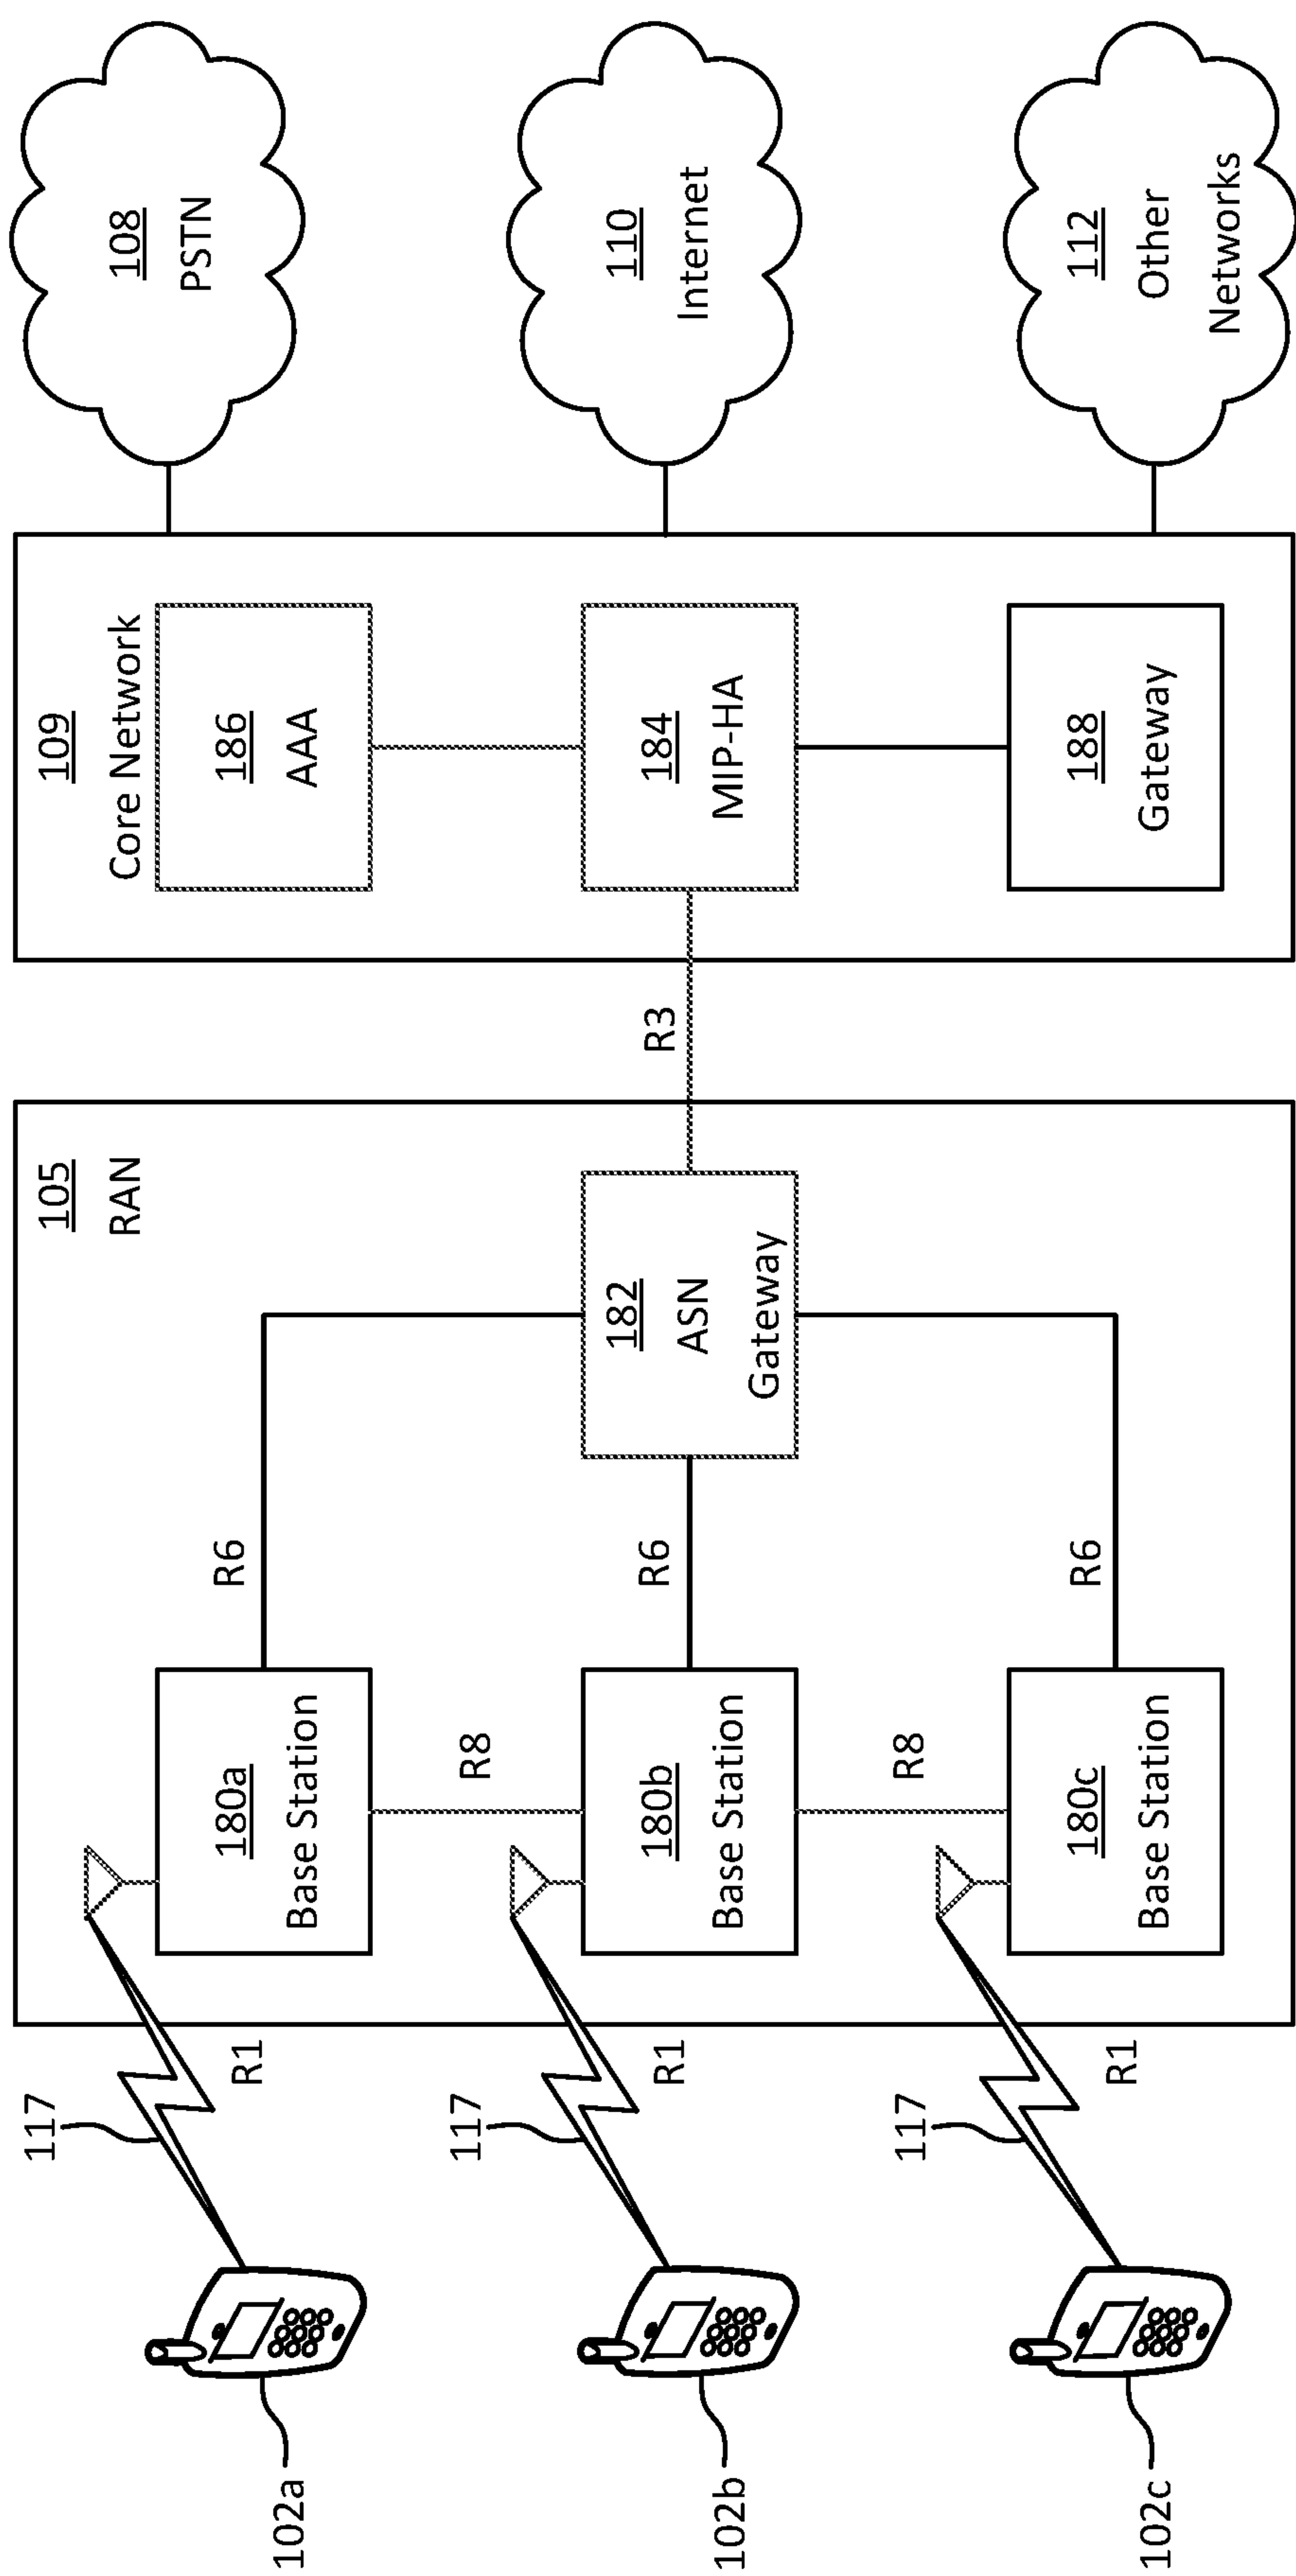 102a
102b
102c
117
117
117
R1
R1
R1
105
RAN
180a
Base Station
180b
Base Station
180c
Base Station
R8
R8
R6
R6
R6
182
ASN
Gateway
R3
109
Core Network
186
AAA
184
MIP-HA
188
Gateway
108
PSTN
110
Internet
112
Other
Networks